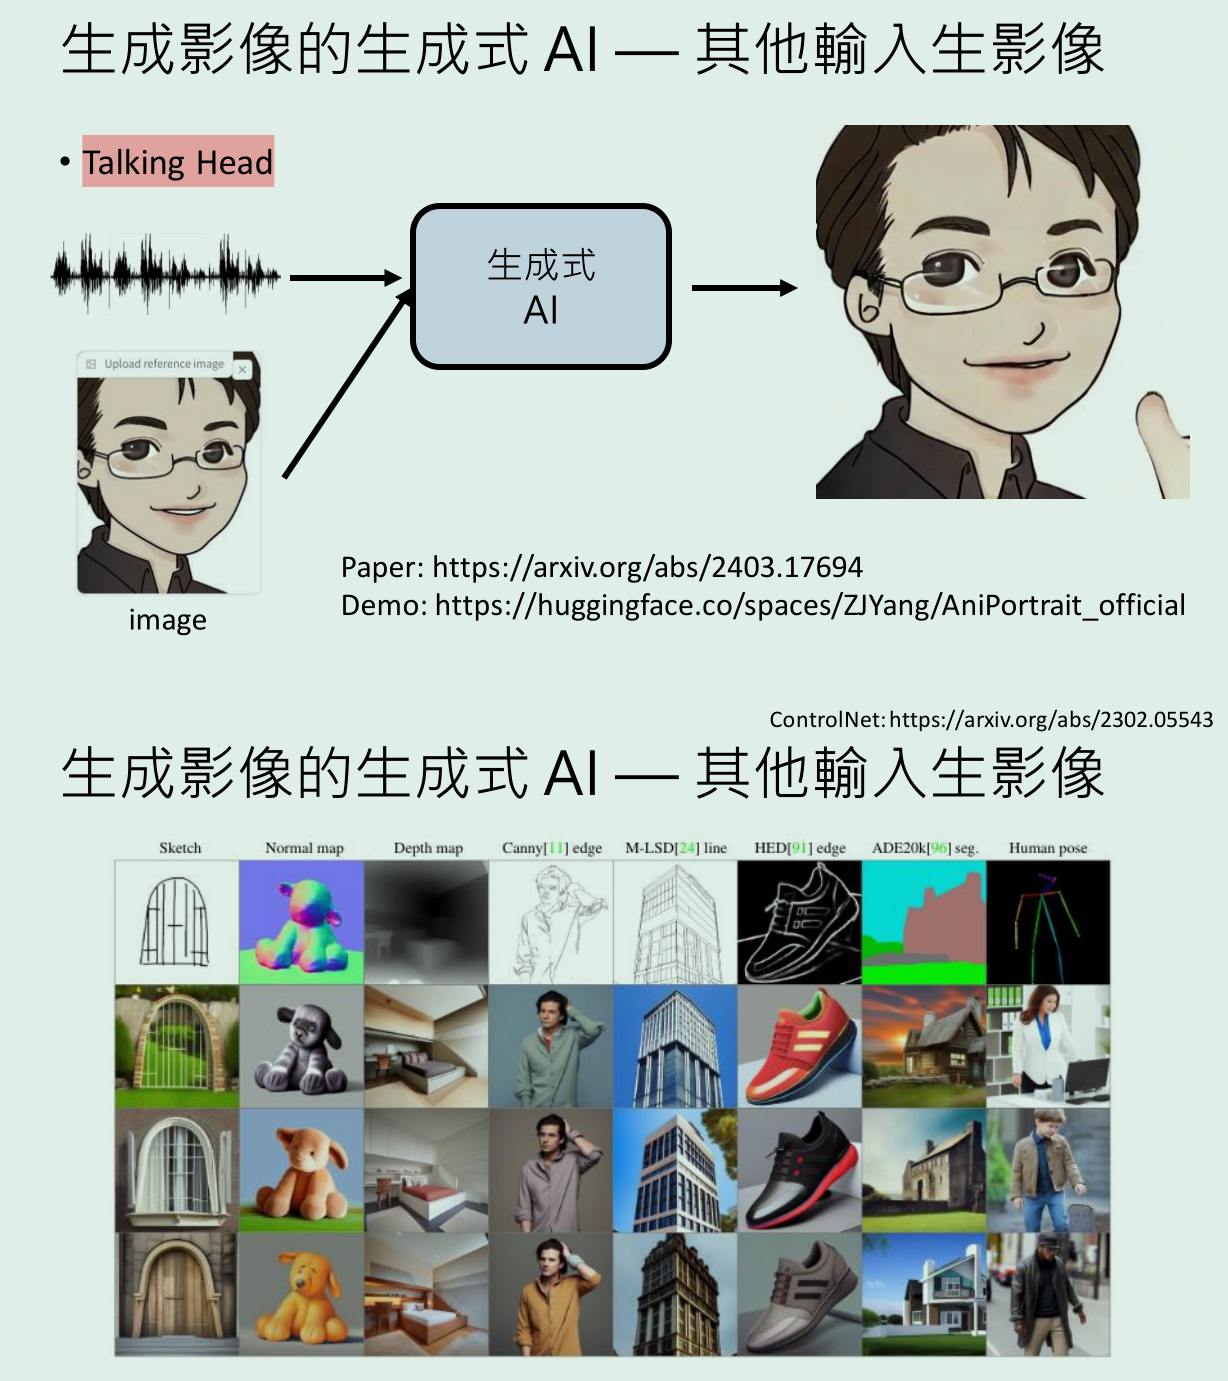 生成影像的生成式 AI — 其他輸入生影像
• Talking Head
生成式
AI
Upload reference image
image
Paper: https://arxiv.org/abs/2403.17694
Demo: https://huggingface.co/spaces/ZJYang/AniPortrait_official
ControlNet: https://arxiv.org/abs/2302.05543
生成影像的生成式 AI — 其他輸入生影像
Sketch Normal map Depth map Canny[11] edge M-LSD[24] line HED[91] edge ADE20k[96] seg. Human pose